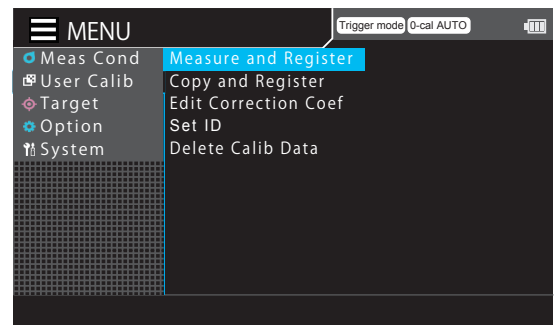 MENU
Trigger mode 0-cal AUTO
Meas Cond
User Calib
Target
Option
System
Measure and Register
Copy and Register
Edit Correction Coef
Set ID
Delete Calib Data